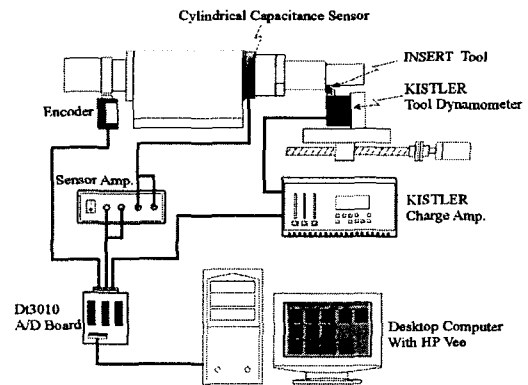 Cylindrical Capacitance Sensor
INSERT Tool
KISTLER
Tool Dynamometer
Encoder
Sensor Amp.
KISTLER
Charge Amp.
Dt3010
A/D Board
Desktop Computer
With HP Veo